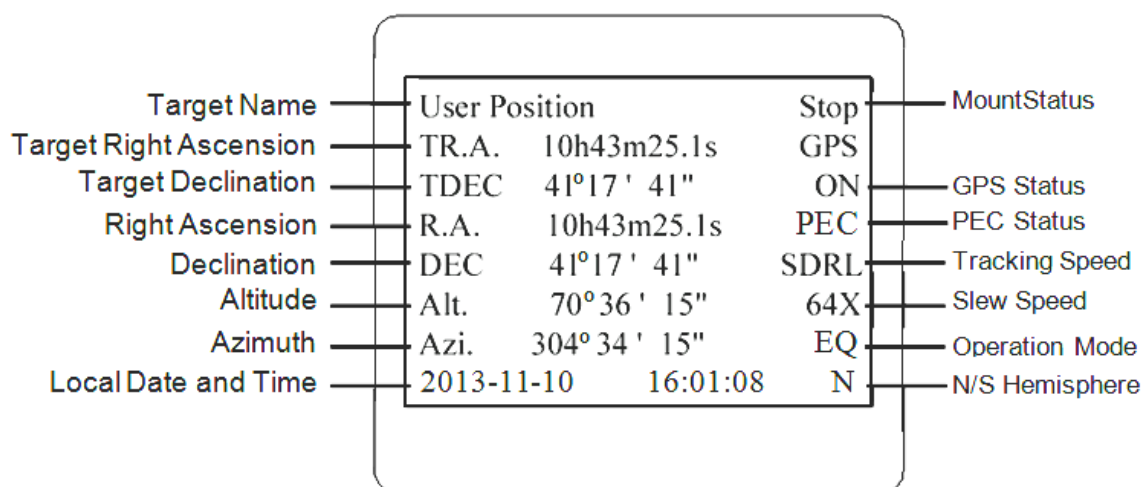 Target Name User Position Stop MountStatus
Target Right Ascension TR.A. 10h43m25.1s GPS
Target Declination TDEC 41º17 ' 41" ON GPS Status
Right Ascension R.A. 10h43m25.1s PEC PEC Status
Declination DEC 41º17 ' 41" SDRL Tracking Speed
Altitude Alt. 70º36 ' 15" 64X Slew Speed
Azimuth Azi. 304º34 ' 15" EQ Operation Mode
Local Date and Time 2013-11-10 16:01:08 N N/S Hemisphere